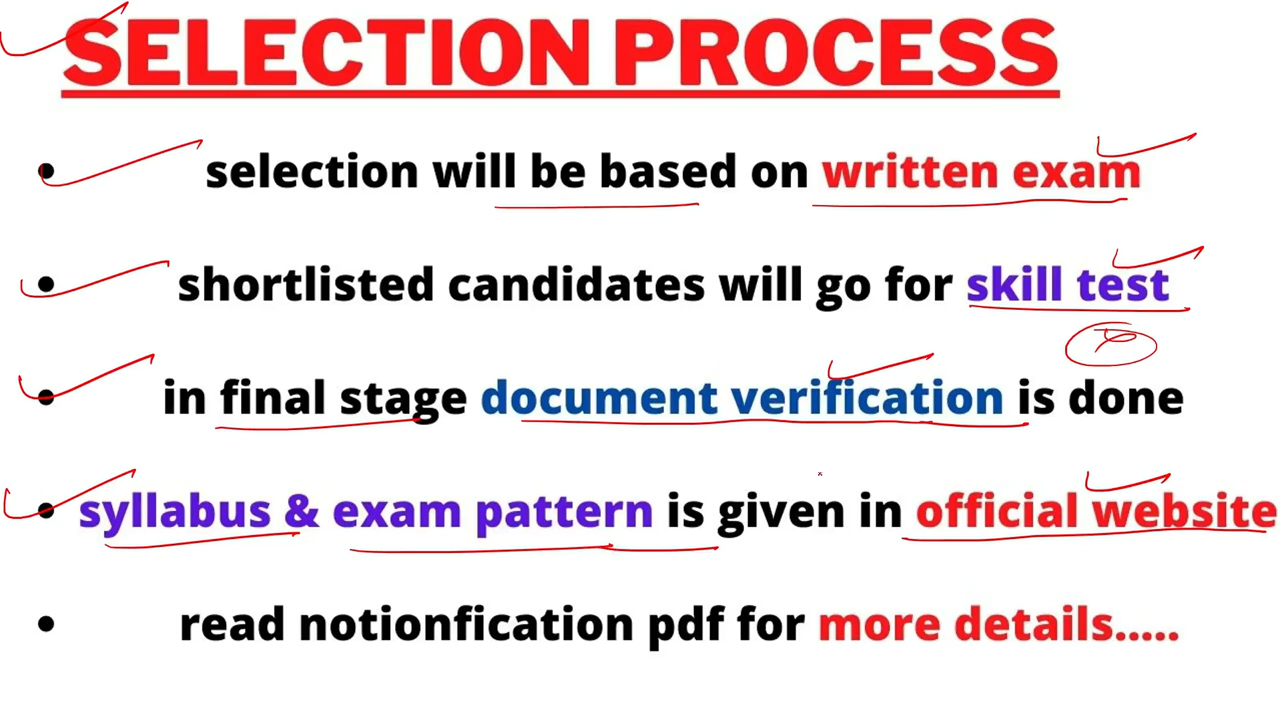 SELECTION PROCESS
• selection will be based on written exam
• shortlisted candidates will go for skill test
• in final stage document verification is done
• syllabus & exam pattern is given in official website
• read notionfication pdf for more details.....